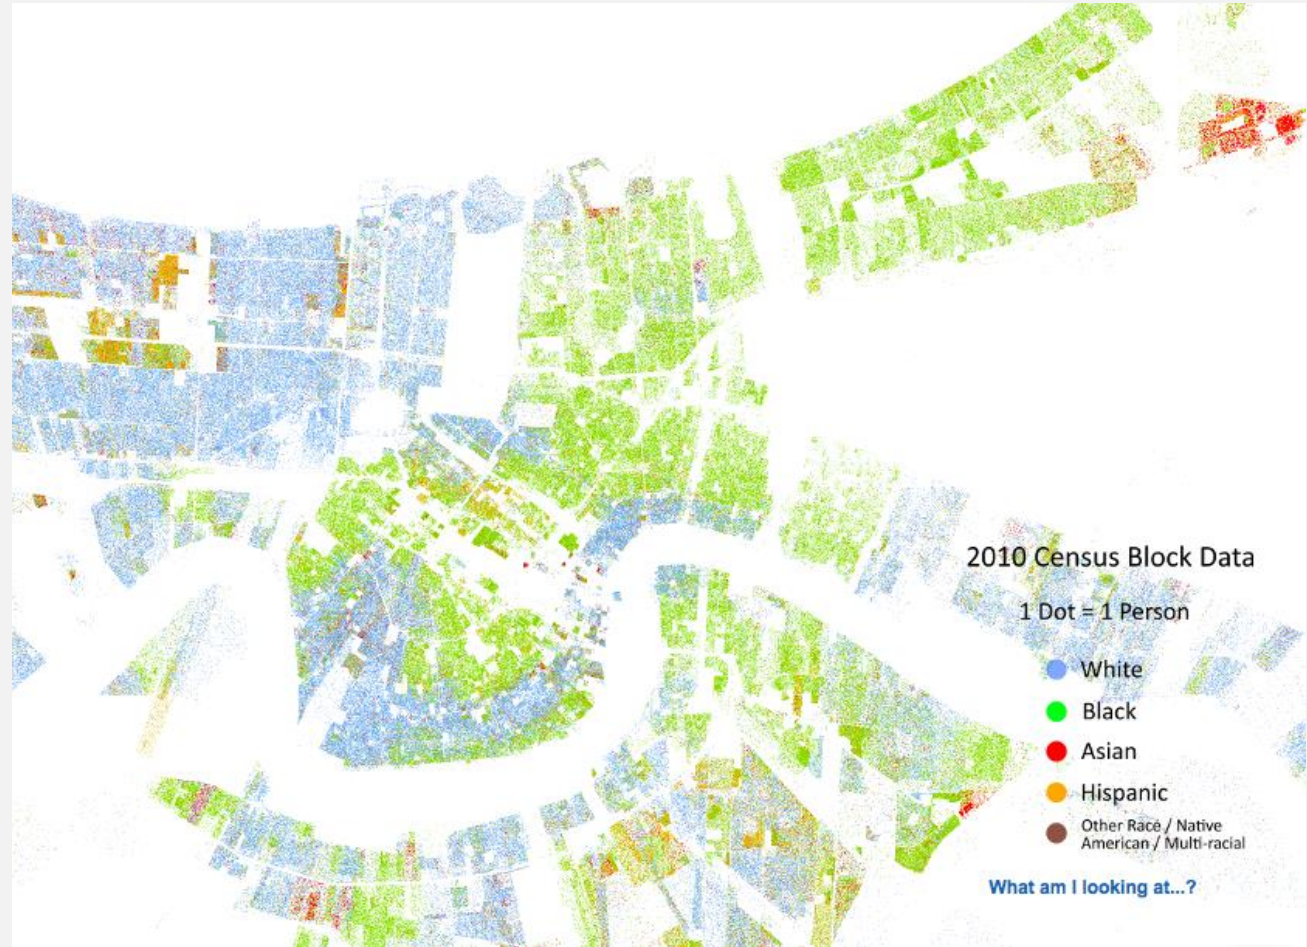 2010 Census Block Data
1 Dot = 1 Person
White
Black
Asian
Hispanic
Other Race / Native
American / Multi-racial
What am I looking at...?